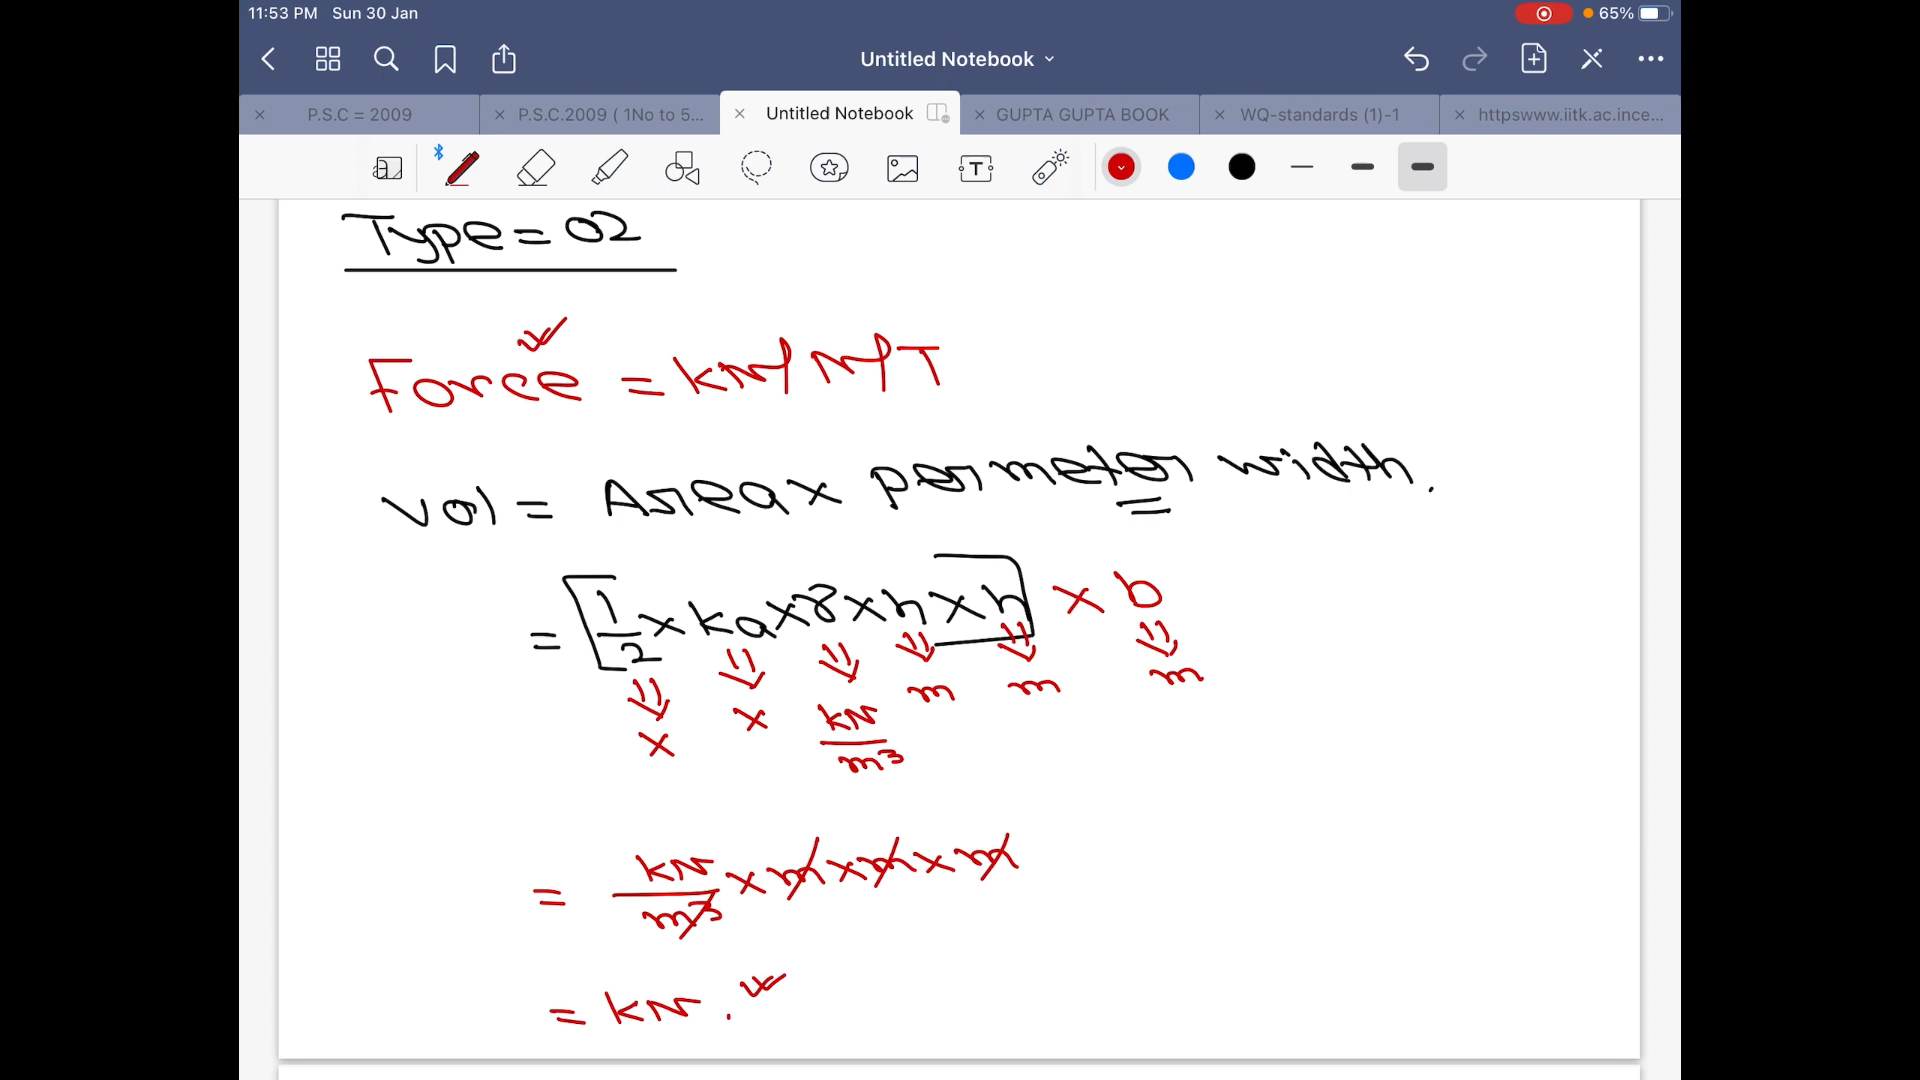 11:53 PM Sun 30 Jan 65%
Untitled Notebook
P.S.C = 2009 P.S.C.2009 ( 1No to 5... Untitled Notebook GUPTA GUPTA BOOK WQ-standards (1)-1 httpswww.iitk.ac.ince...
Type = 02
Force = kN/N/T
Vol = Area x permeter width.
= [1/2 x ka x γ x h x h] x b
x x kN/m³ m m m
= kN/m³ x m x m x m
= kN.